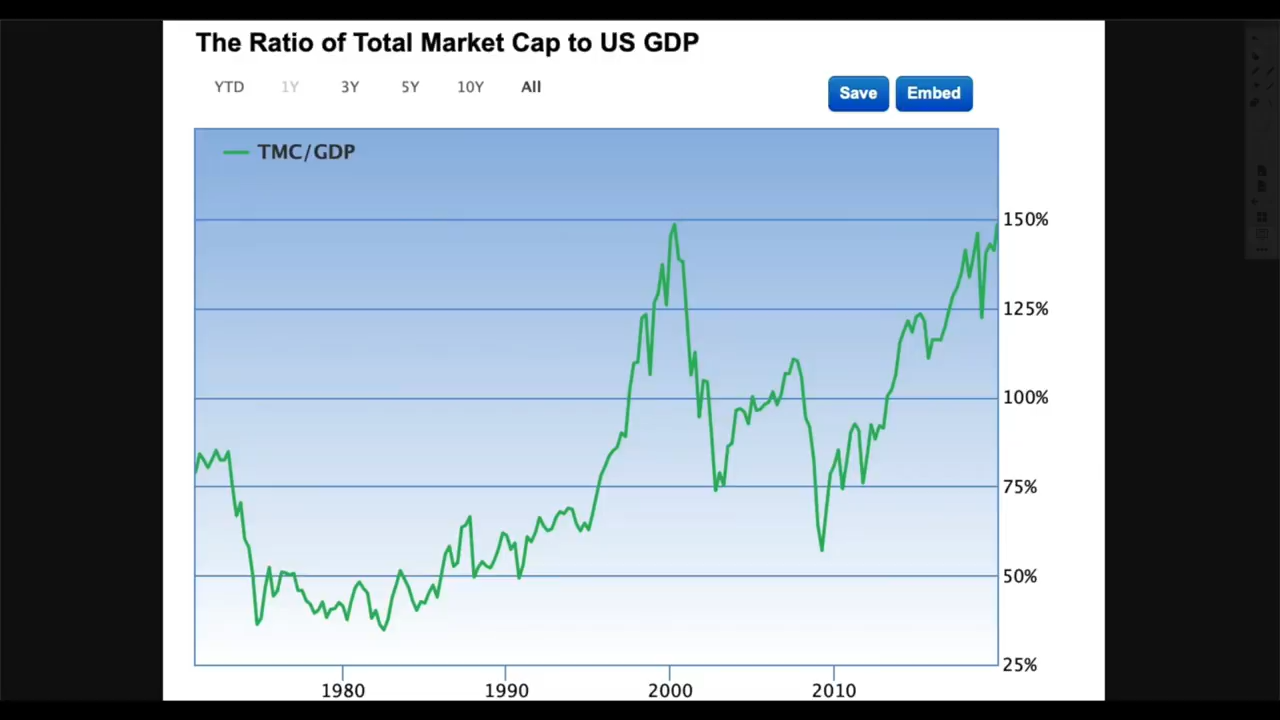 The Ratio of Total Market Cap to US GDP
YTD 1Y 3Y 5Y 10Y All
Save Embed
TMC/GDP
150%
125%
100%
75%
50%
25%
1980 1990 2000 2010